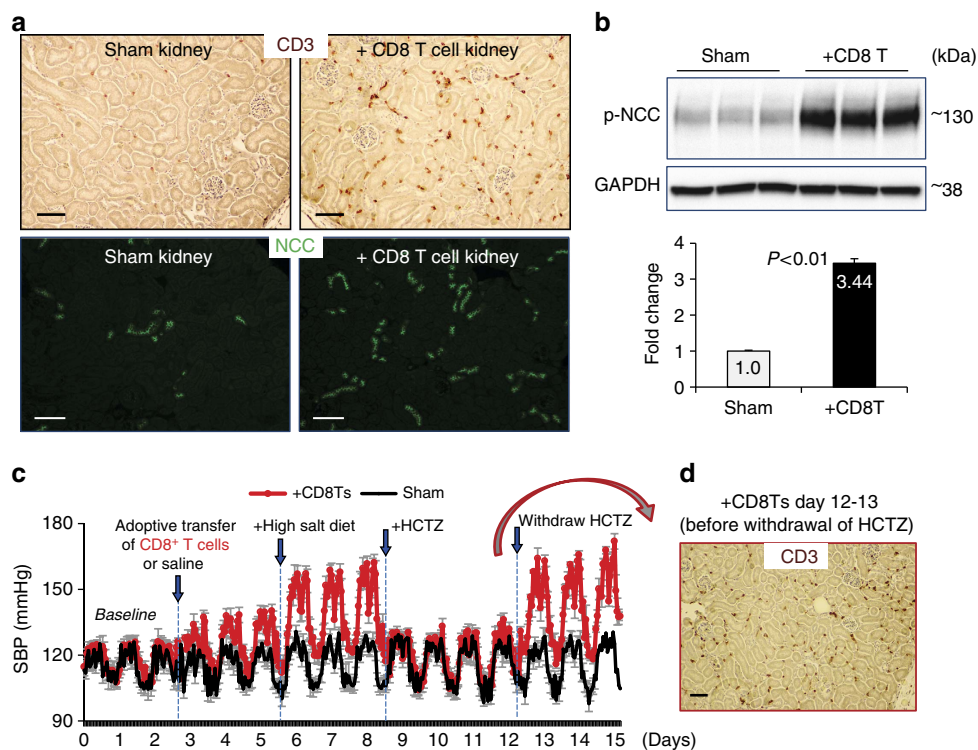 a
Sham kidney
CD3
+ CD8 T cell kidney
Sham kidney
NCC
+ CD8 T cell kidney
b
Sham
+CD8 T
(kDa)
p-NCC
~130
GAPDH
~38
Fold change
4
3
2
1
0
P<0.01
3.44
1.0
Sham
+CD8T
c
+CD8Ts
Sham
SBP (mmHg)
180
150
120
90
Baseline
Adoptive transfer
of CD8+ T cells
or saline
+High salt diet
+HCTZ
Withdraw HCTZ
0 1 2 3 4 5 6 7 8 9 10 11 12 13 14 15 (Days)
d
+CD8Ts day 12-13
(before withdrawal of HCTZ)
CD3